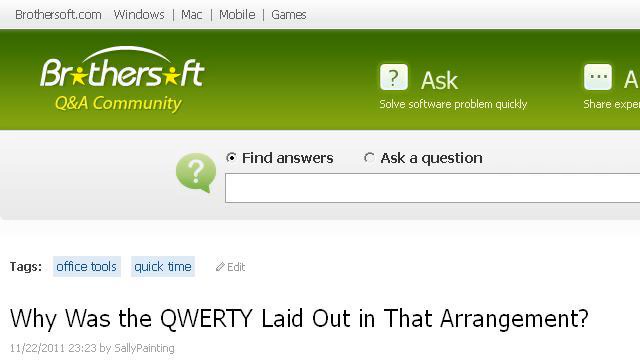 Brothersoft.com Windows | Mac | Mobile | Games
Brothersoft
Q&A Community
? Ask
Solve software problem quickly
... A
Share exper
? Find answers Ask a question
Tags: office tools quick time Edit
Why Was the QWERTY Laid Out in That Arrangement?
11/22/2011 23:23 by SallyPainting